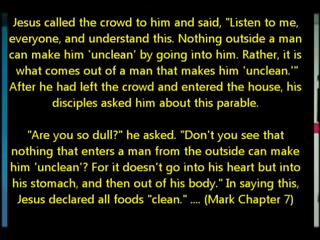 Jesus called the crowd to him and said, "Listen to me,
everyone, and understand this. Nothing outside a man
can make him 'unclean' by going into him. Rather, it is
what comes out of a man that makes him 'unclean.'"
After he had left the crowd and entered the house, his
disciples asked him about this parable.
"Are you so dull?" he asked. "Don't you see that
nothing that enters a man from the outside can make
him 'unclean'? For it doesn't go into his heart but into
his stomach, and then out of his body." In saying this,
Jesus declared all foods "clean." .... (Mark Chapter 7)